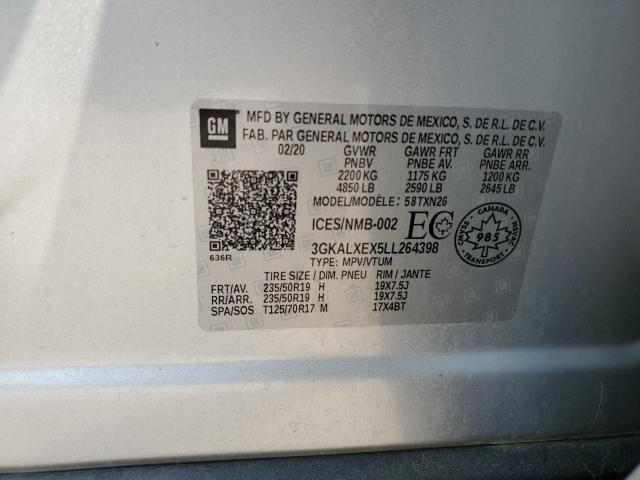 GM
MFD BY GENERAL MOTORS DE MEXICO, S. DE R.L. DE C.V.
FAB. PAR GENERAL MOTORS DE MEXICO, S. DE R.L. DE C.V.
02/20 GVWR GAWR FRT GAWR RR
PNBV PNBE AV. PNBE ARR.
2200 KG 1175 KG 1200 KG
4850 LB 2590 LB 2645 LB
MODEL/MODÈLE: 58TXN26
ICES/NMB-002 EC
3GKALXEX5LL264398
TYPE: MPV/VTUM
636R
CANADA
985
NSM
TIRE SIZE / DIM. PNEU RIM / JANTE
FRT/AV. 235/50R19 H 19X7.5J
RR/ARR. 235/50R19 H 19X7.5J
SPA/SOS T125/70R17 M 17X4BT